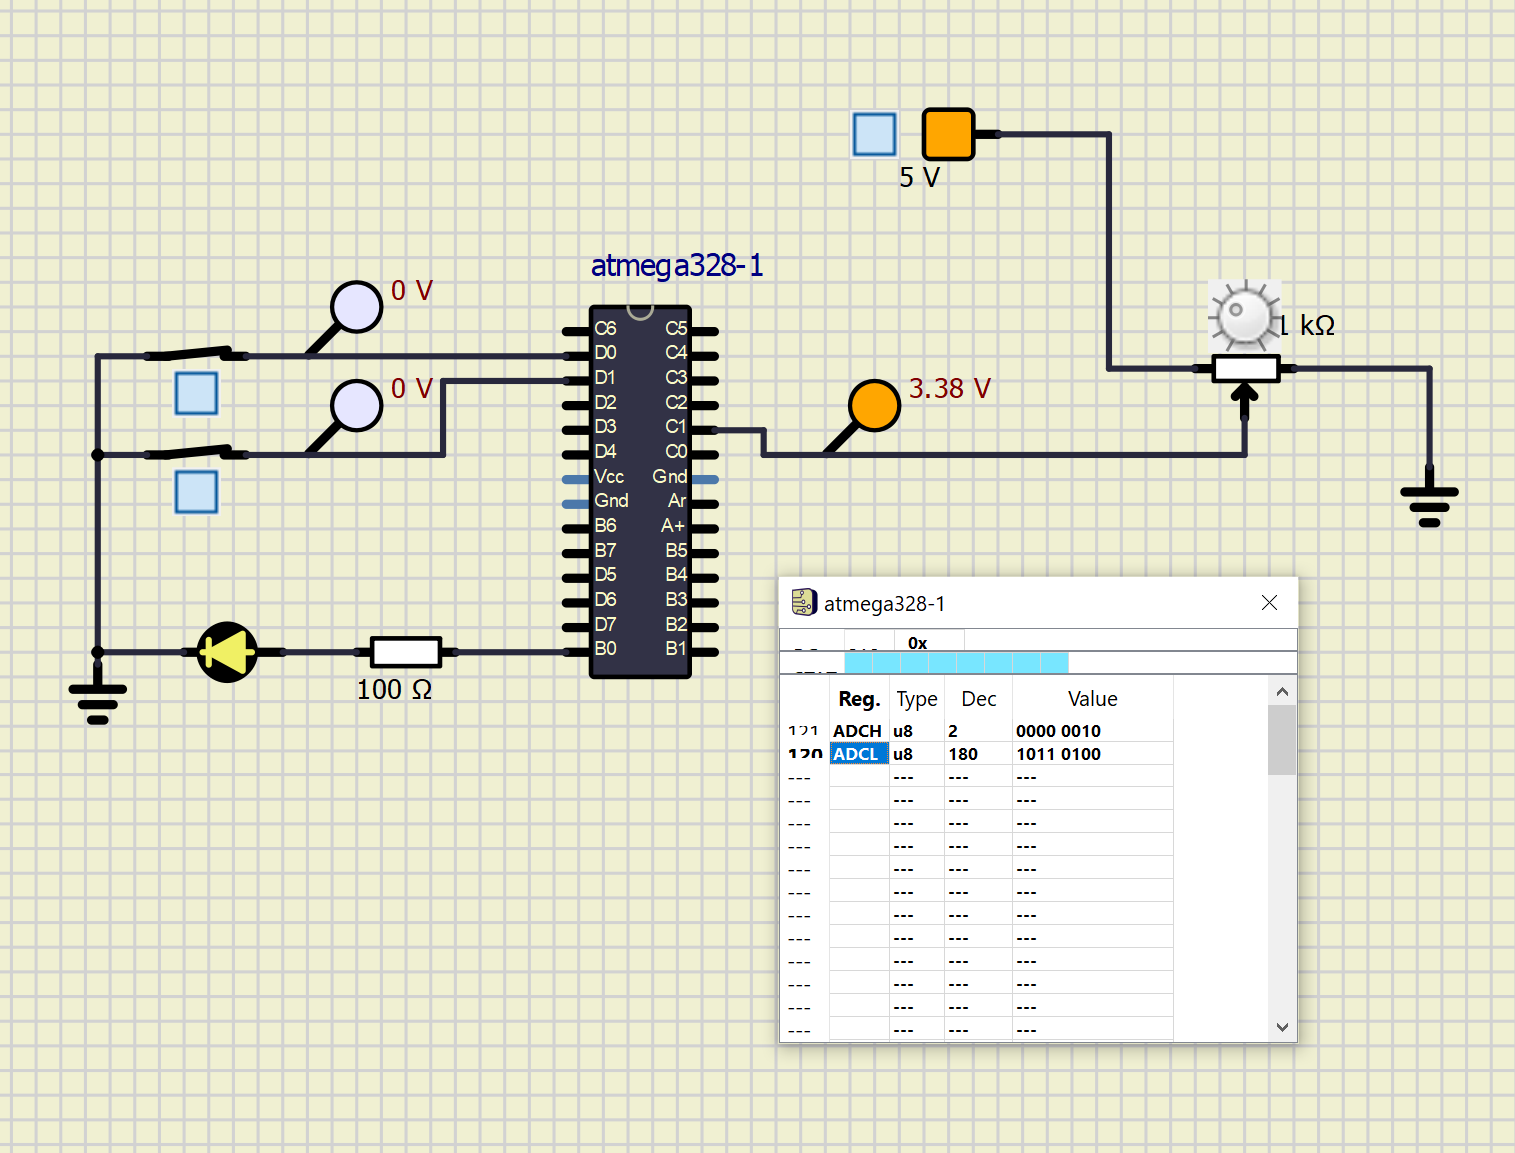 5 V
atmega328-1
0 V
0 V
1 kΩ
3.38 V
C6 C5
D0 C4
D1 C3
D2 C2
D3 C1
D4 C0
Vcc Gnd
Gnd Ar
B6 A+
B7 B5
D5 B4
D6 B3
D7 B2
B0 B1
100 Ω
atmega328-1
0x
Reg. Type Dec Value
121 ADCH u8 2 0000 0010
120 ADCL u8 180 1011 0100
--- --- --- ---
--- --- --- ---
--- --- --- ---
--- --- --- ---
--- --- --- ---
--- --- --- ---
--- --- --- ---
--- --- --- ---
--- --- --- ---
--- --- --- ---
--- --- --- ---
--- --- --- ---